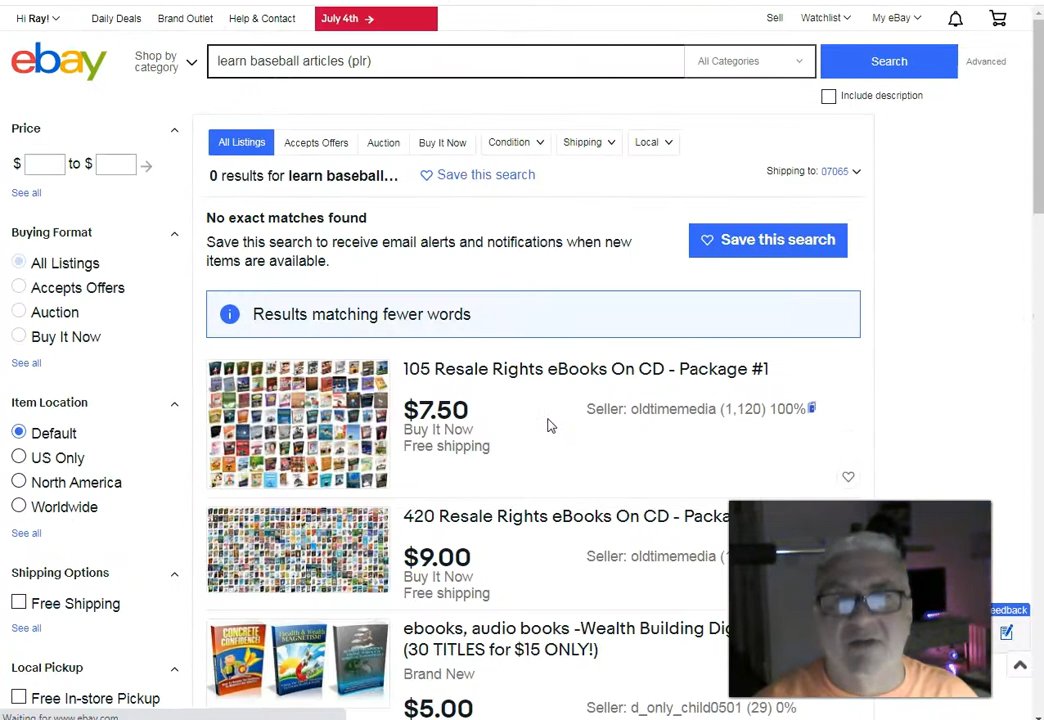 Hi Ray! Daily Deals Brand Outlet Help & Contact July 4th → Sell Watchlist My eBay
ebay Shop by category learn baseball articles (plr) All Categories Search Advanced
Include description
Price
$ to $
See all
Buying Format
All Listings
Accepts Offers
Auction
Buy It Now
See all
Item Location
Default
US Only
North America
Worldwide
See all
Shipping Options
Free Shipping
See all
Local Pickup
Free In-store Pickup
Waiting for www.ebay.com
All Listings Accepts Offers Auction Buy It Now Condition Shipping Local
0 results for learn baseball... Save this search Shipping to: 07065
No exact matches found
Save this search to receive email alerts and notifications when new
items are available.
Save this search
Results matching fewer words
105 Resale Rights eBooks On CD - Package #1
$7.50 Seller: oldtimemedia (1,120) 100%
Buy It Now
Free shipping
420 Resale Rights eBooks On CD - Packa
$9.00 Seller: oldtimemedia (
Buy It Now
Free shipping
CONCRETE CONFIDENCE! Health & Wealth MAGNETISM!
ebooks, audio books -Wealth Building Dig
(30 TITLES for $15 ONLY!)
Brand New
$5.00 Seller: d_only_child0501 (29) 0%
eedback